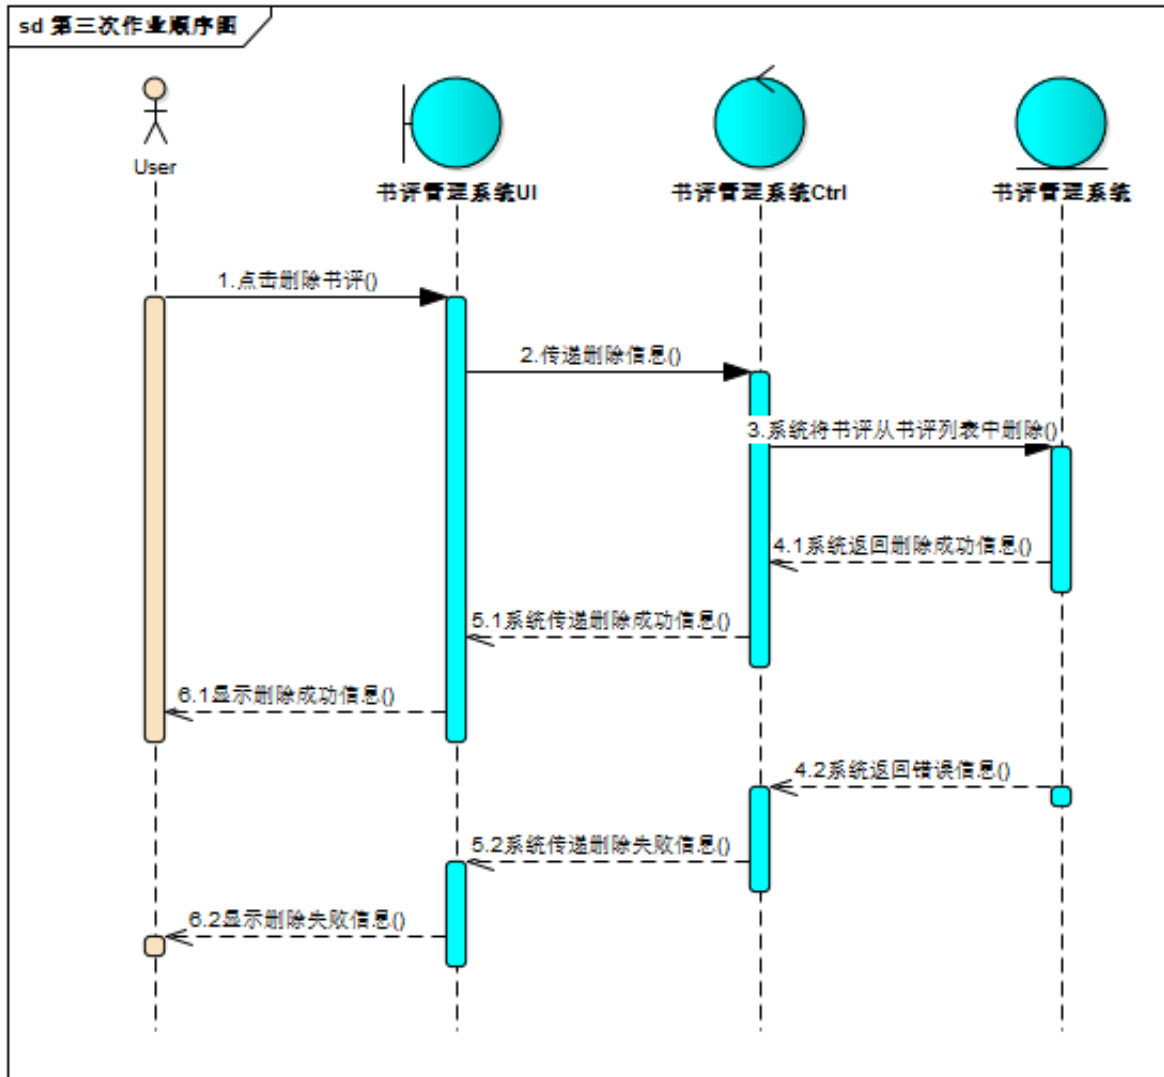 sd 第三次作业顺序图
User
书评管理系统UI
书评管理系统Ctrl
书评管理系统
1.点击删除书评()
2.传递删除信息()
3.系统将书评从书评列表中删除()
4.1系统返回删除成功信息()
5.1系统传递删除成功信息()
6.1显示删除成功信息()
4.2系统返回错误信息()
5.2系统传递删除失败信息()
6.2显示删除失败信息()